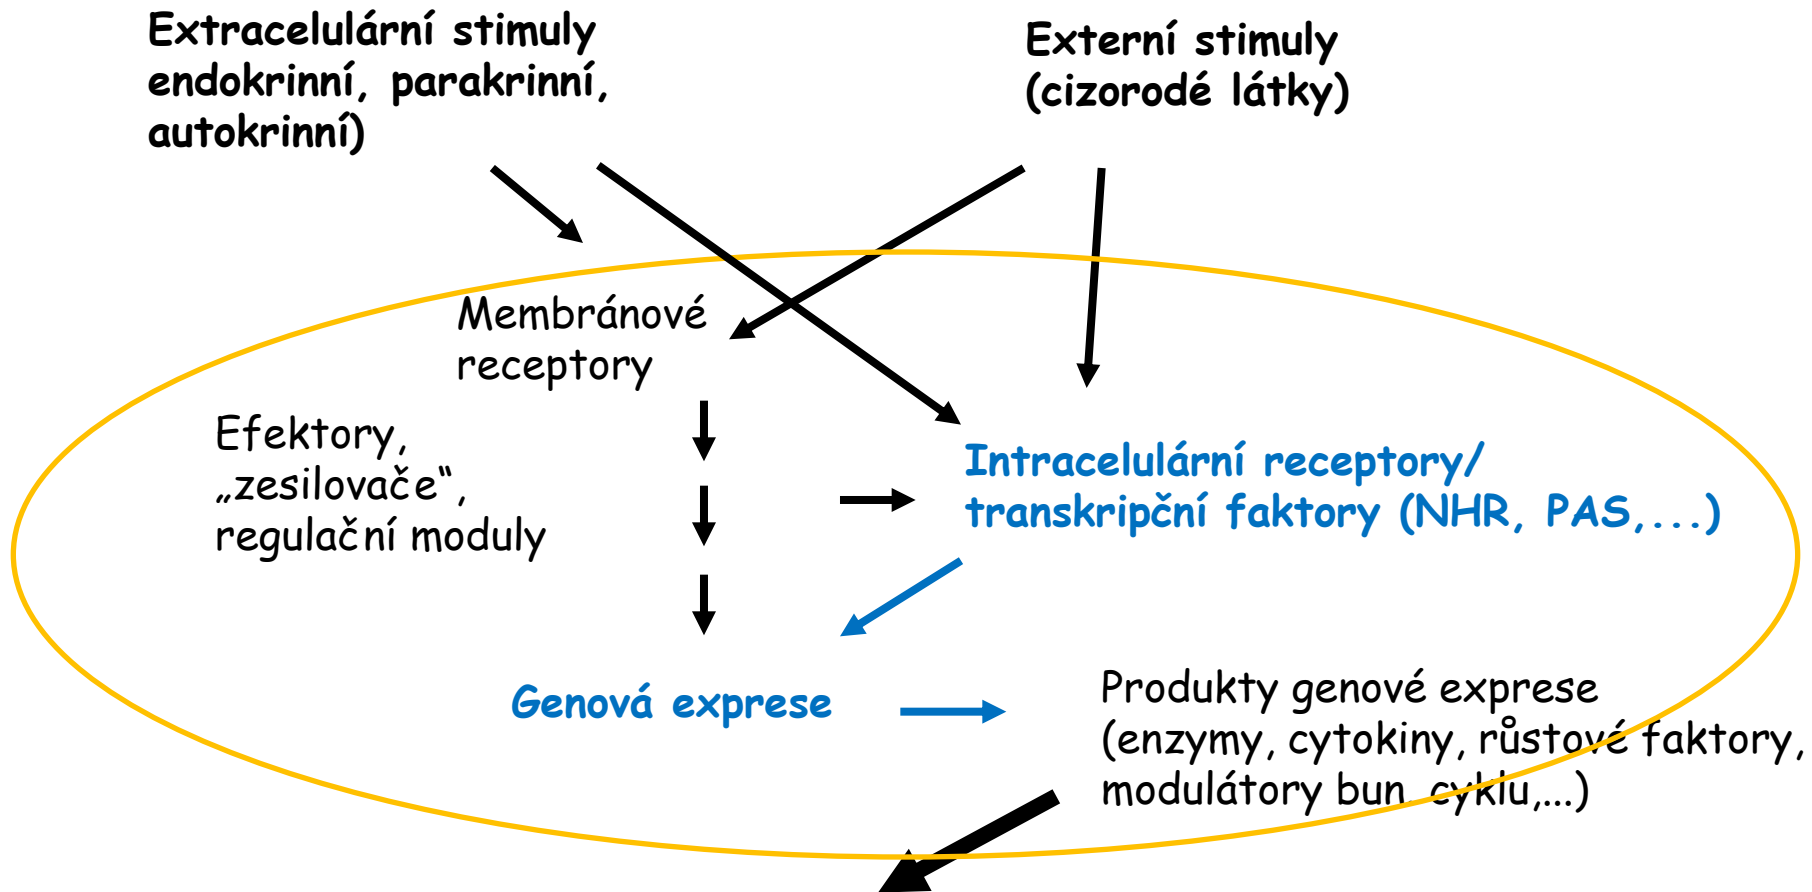 Extracelulární stimuly
endokrinní, parakrinní,
autokrinní)
Externí stimuly
(cizorodé látky)
Membránové
receptory
Efektory,
„zesilovače“,
regulační moduly
Intracelulární receptory/
transkripční faktory (NHR, PAS,...)
Genová exprese
Produkty genové exprese
(enzymy, cytokiny, růstové faktory,
modulátory bun. cyklu,...)